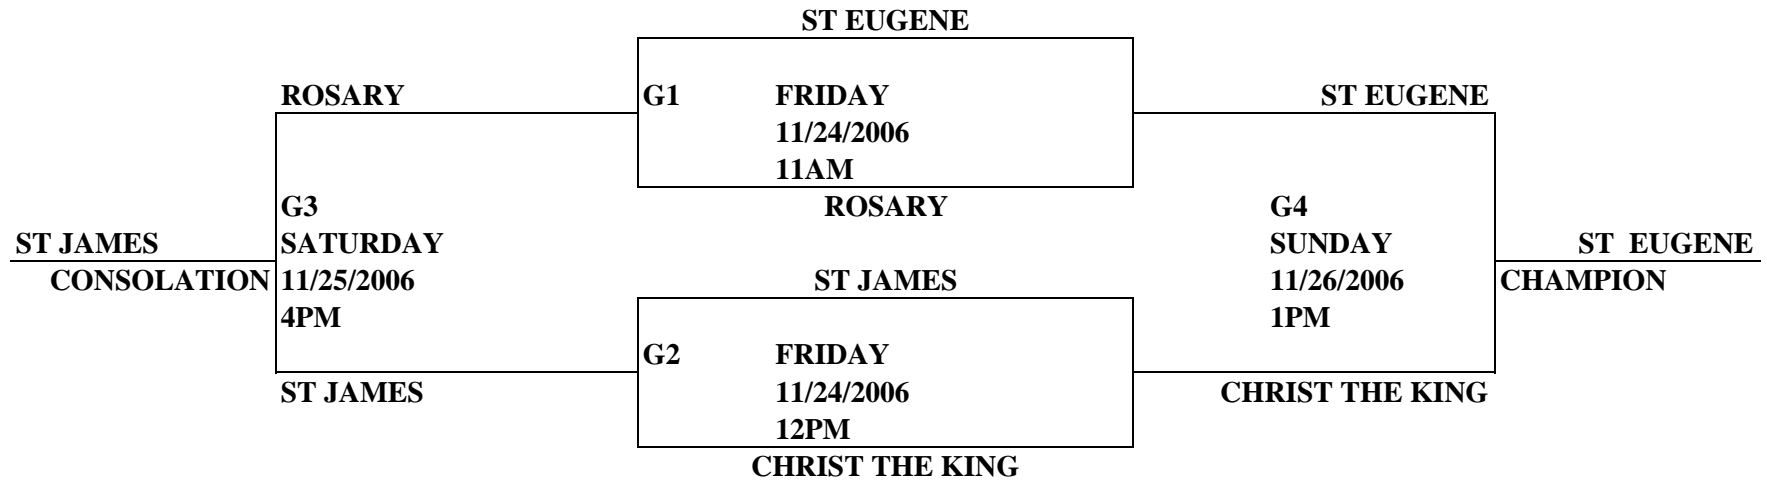 ST EUGENE
ROSARY G1 FRIDAY ST EUGENE
11/24/2006
11AM
G3 ROSARY G4
ST JAMES SATURDAY SUNDAY ST EUGENE
CONSOLATION 11/25/2006 ST JAMES 11/26/2006 CHAMPION
4PM 1PM
G2 FRIDAY
ST JAMES 11/24/2006 CHRIST THE KING
12PM
CHRIST THE KING